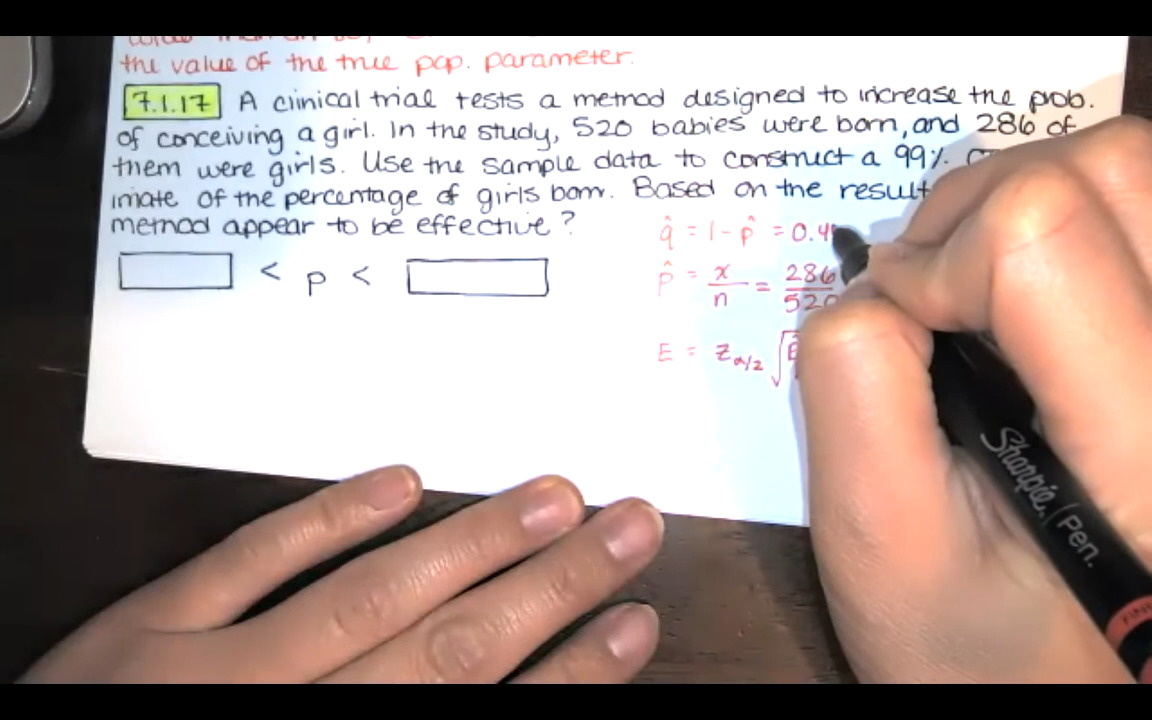 the value of the true pop. parameter.
7.1.17 A clinical trial tests a method designed to increase the prob.
of conceiving a girl. In the study, 520 babies were born, and 286 of
them were girls. Use the sample data to construct a 99%
imate of the percentage of girls born. Based on the result
method appear to be effective?
q̂ = 1 - p̂ = 0.4
< p <
p̂ = x/n = 286/520
E = z α/2 √
Sharpie. / Pen.